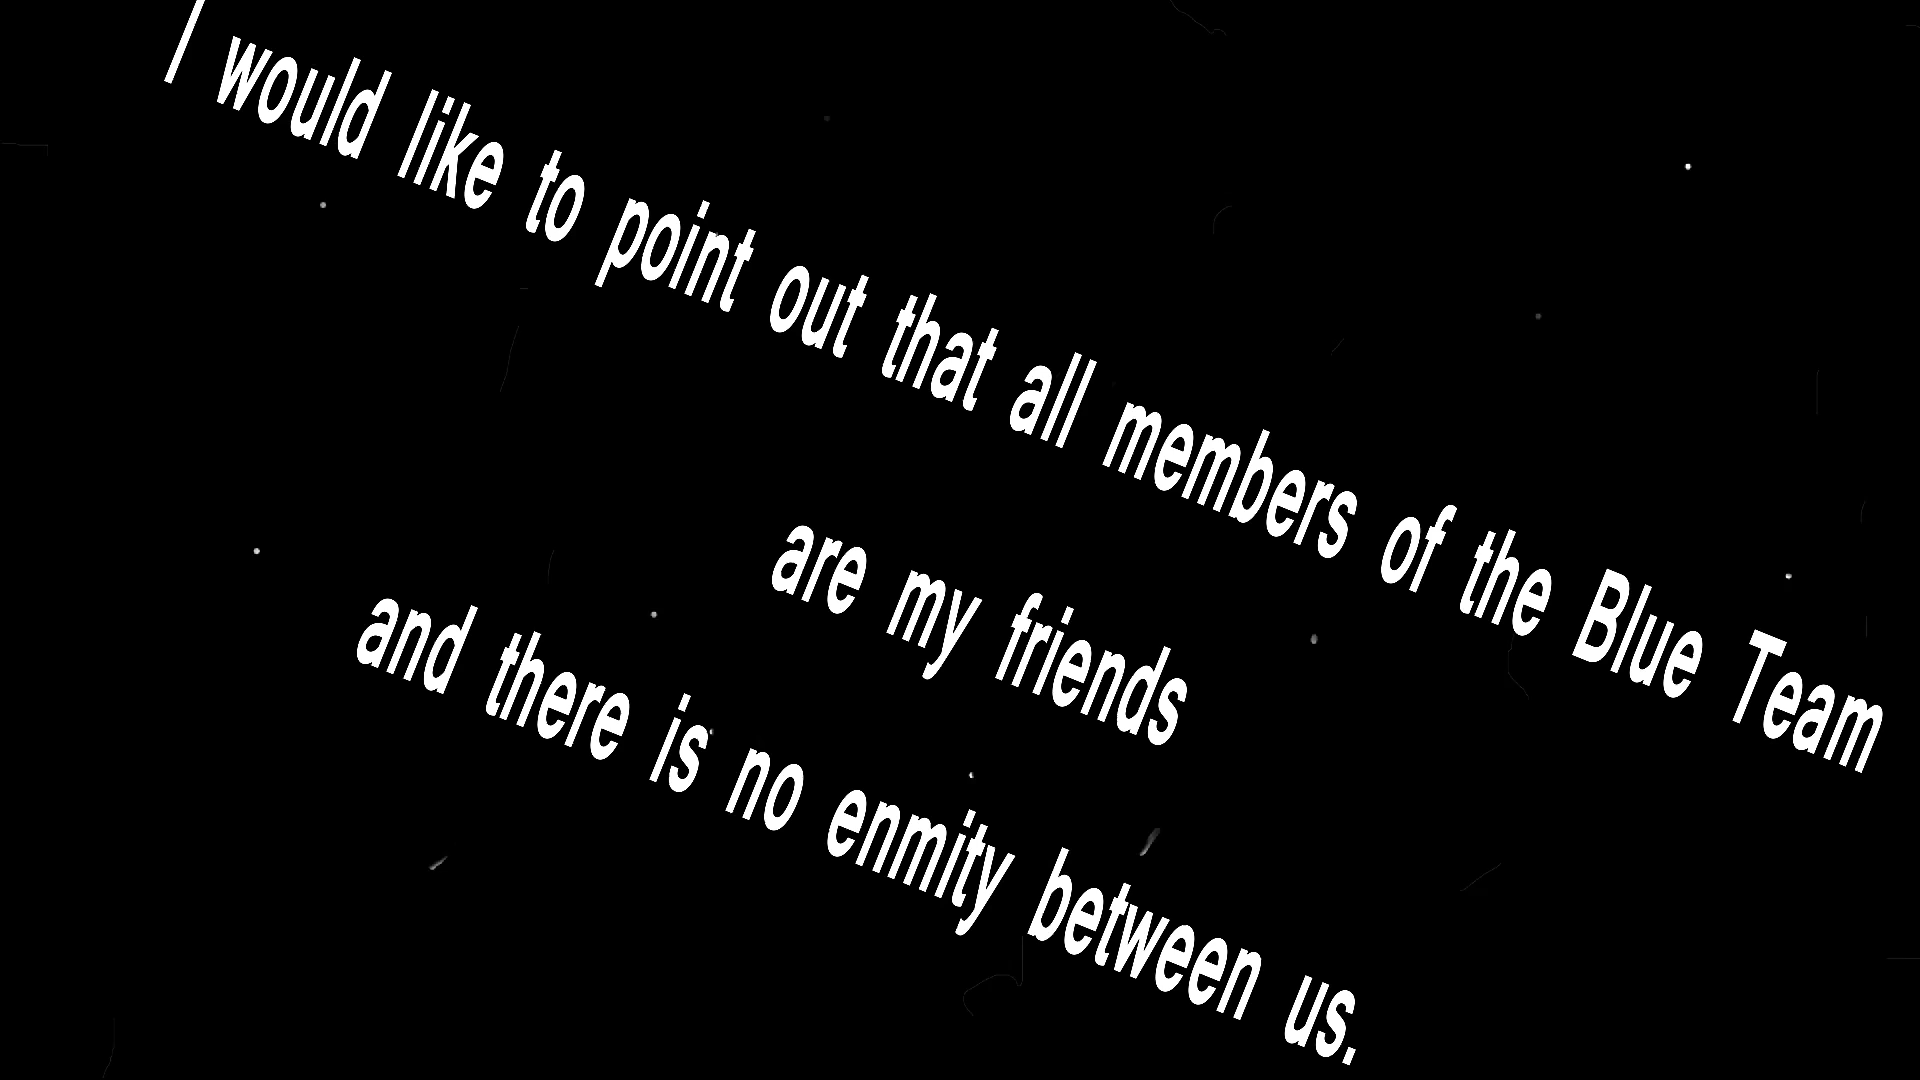 I would like to point out that all members of the Blue Team
are my friends
and there is no enmity between us.